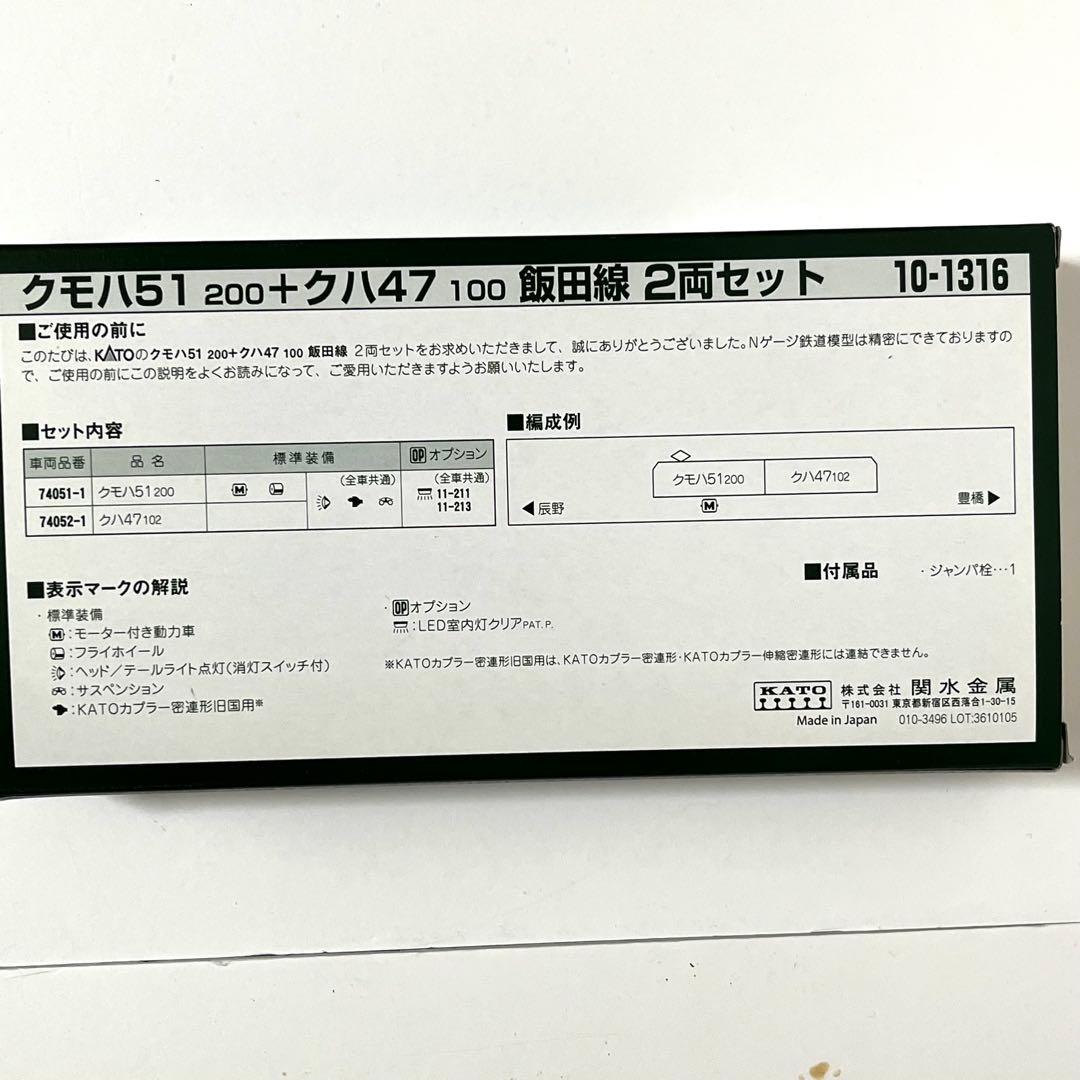 クモハ51 200+クハ47 100 飯田線 2両セット 10-1316
■ご使用の前に
このたびは、KATOのクモハ51 200+クハ47 100 飯田線 2両セットをお求めいただきまして、誠にありがとうございました。Nゲージ鉄道模型は精密にできておりますの
で、ご使用の前にこの説明をよくお読みになって、ご愛用いただきますようお願いいたします。
■セット内容
車両品番 品名 標準装備 OPオプション
74051-1 クモハ51200 M (全車共通) (全車共通) 11-211
11-213
74052-1 クハ47102
■編成例
クモハ51200 クハ47102
M
◀辰野 豊橋▶
■付属品 ・ジャンパ栓…1
■表示マークの解説
・標準装備
M:モーター付き動力車
:フライホイール
:ヘッド/テールライト点灯(消灯スイッチ付)
:サスペンション
:KATOカプラー密連形旧国用※
・OPオプション
:LED室内灯クリアPAT.P.
※KATOカプラー密連形旧国用は、KATOカプラー密連形・KATOカプラー伸縮密連形には連結できません。
KATO 株式会社 関水金属
〒161-0031 東京都新宿区西落合1-30-15
Made in Japan 010-3496 LOT:3610105